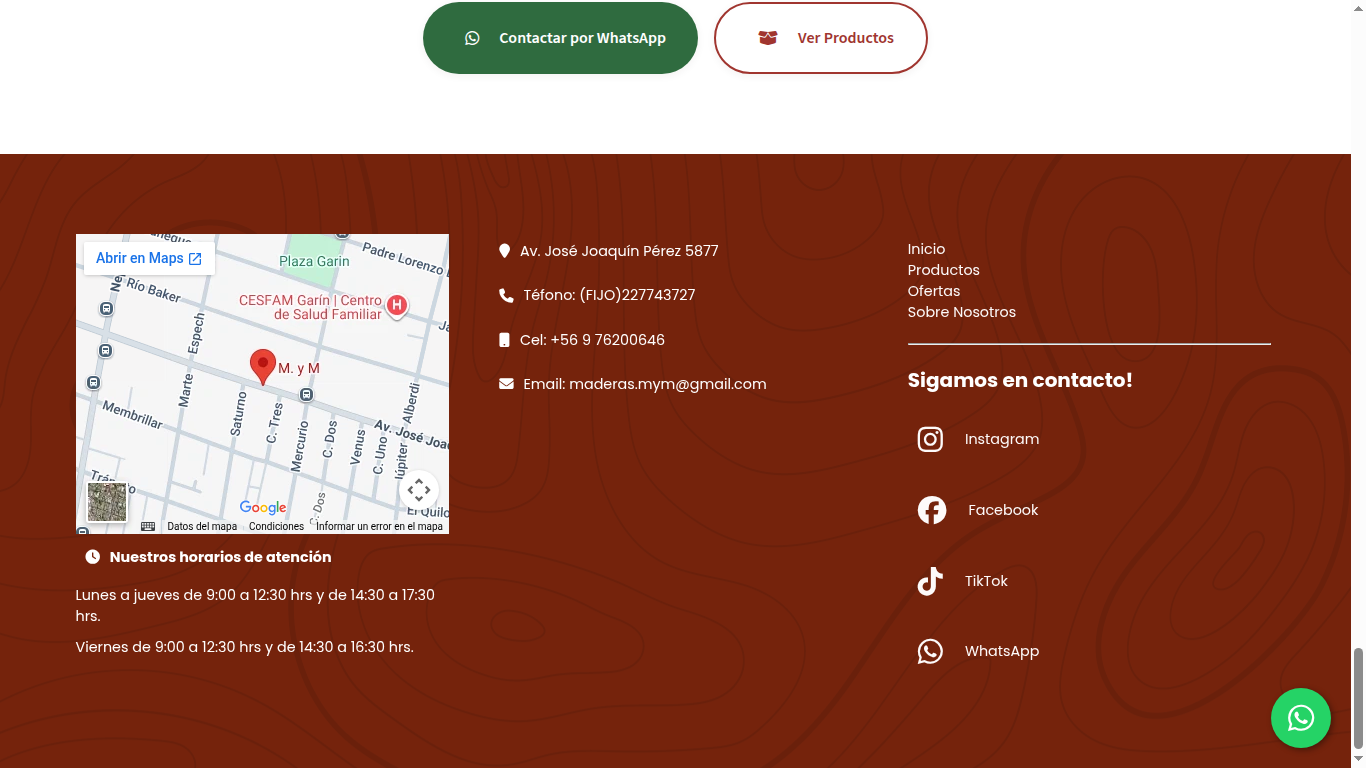 Contactar por WhatsApp
Ver Productos
Abrir en Maps
Plaza Garin
Padre Lorenzo
Río Baker
CESFAM Garín | Centro
de Salud Familiar
Espech
Marte
M. y M
Saturno
C. Tres
Mercurio
C. Dos
Venus
C. Uno
Alberdi
Membrillar
Av. José Joa
C. Dos
El Quilo
Google
Datos del mapa
Condiciones
Informar un error en el mapa
Nuestros horarios de atención
Lunes a jueves de 9:00 a 12:30 hrs y de 14:30 a 17:30
hrs.
Viernes de 9:00 a 12:30 hrs y de 14:30 a 16:30 hrs.
Av. José Joaquín Pérez 5877
Téfono: (FIJO)227743727
Cel: +56 9 76200646
Email: maderas.mym@gmail.com
Inicio
Productos
Ofertas
Sobre Nosotros
Sigamos en contacto!
Instagram
Facebook
TikTok
WhatsApp